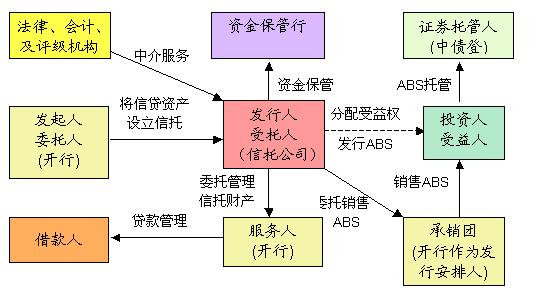 法律、会计、
及评级机构
资金保管行
证券托管人
(中债登)
中介服务
资金保管
ABS托管
将信贷资产
设立信托
发起人
委托人
(开行)
发行人
受托人
（信托公司）
分配受益权
发行ABS
投资人
受益人
委托管理
信托财产
委托销售
ABS
销售ABS
贷款管理
借款人
服务人
(开行)
承销团
(开行作为发
行安排人)